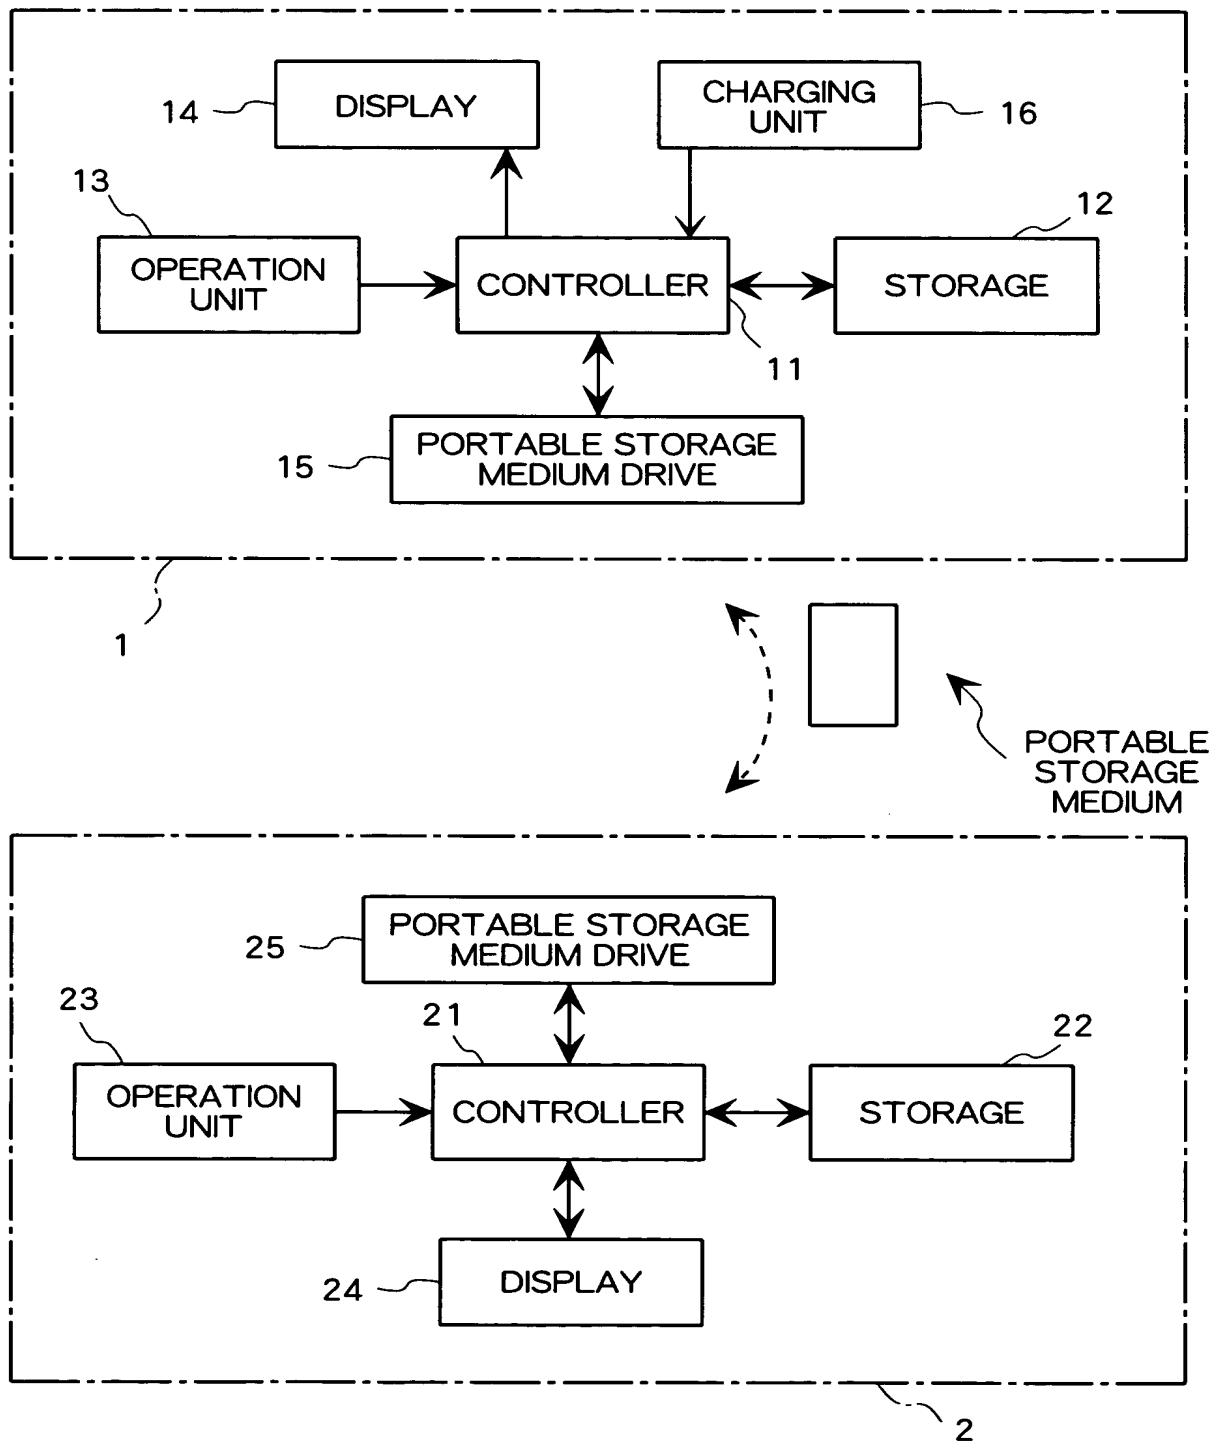 DISPLAY
14
CHARGING
UNIT
16
13
12
OPERATION
UNIT
CONTROLLER
STORAGE
11
PORTABLE STORAGE
MEDIUM DRIVE
15
1
PORTABLE
STORAGE
MEDIUM
PORTABLE STORAGE
MEDIUM DRIVE
25
23
21
22
OPERATION
UNIT
CONTROLLER
STORAGE
DISPLAY
24
2